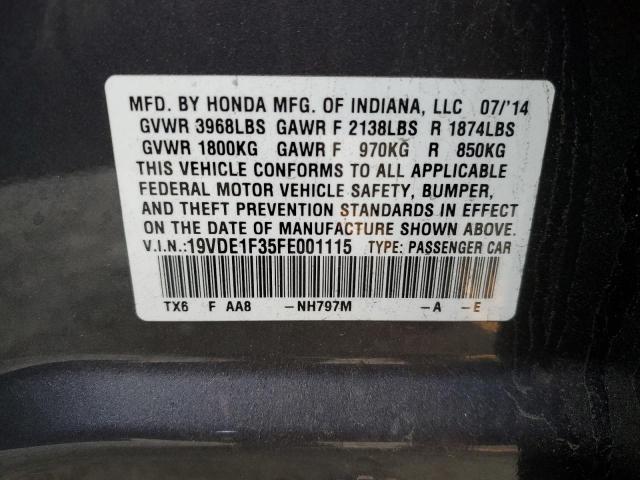 MFD. BY HONDA MFG. OF INDIANA, LLC 07/'14
GVWR 3968LBS GAWR F 2138LBS R 1874LBS
GVWR 1800KG GAWR F 970KG R 850KG
THIS VEHICLE CONFORMS TO ALL APPLICABLE
FEDERAL MOTOR VEHICLE SAFETY, BUMPER,
AND THEFT PREVENTION STANDARDS IN EFFECT
ON THE DATE OF MANUFACTURE SHOWN ABOVE.
V.I.N.:19VDE1F35FE001115 TYPE: PASSENGER CAR
TX6 F AA8 -NH797M -A -E